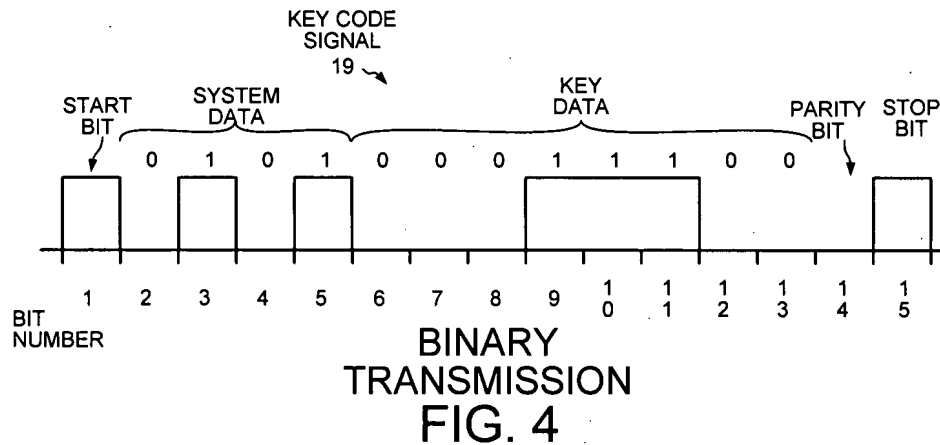 KEY CODE
SIGNAL
19
START
BIT
SYSTEM
DATA
KEY
DATA
PARITY
BIT
STOP
BIT
0 1 0 1 0 0 0 1 1 1 0 0
1 2 3 4 5 6 7 8 9 10 11 12 13 14 15
BIT
NUMBER
BINARY
TRANSMISSION
FIG. 4